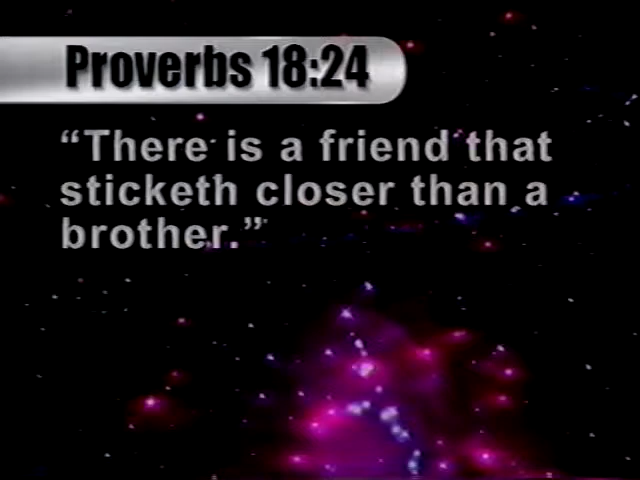 Proverbs 18:24
“There is a friend that
sticketh closer than a
brother.”